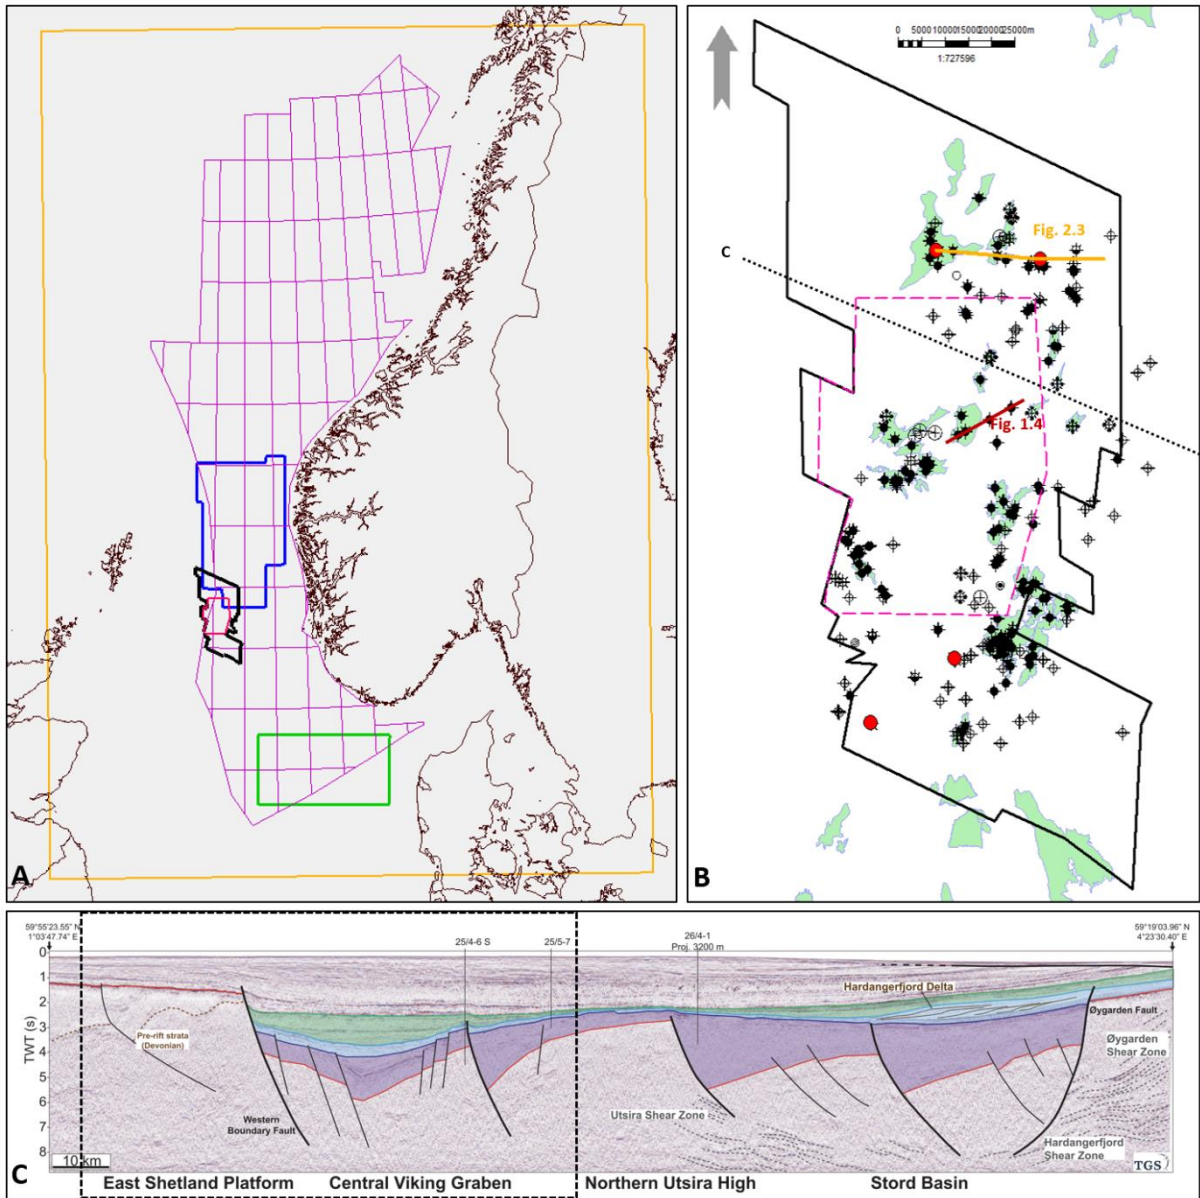 A
0 5000 10000 15000 20000 25000m
1:727596
Fig. 2.3
C
Fig. 1.4
B
59°55'23.55" N
1°03'47.74" E
25/4-6 S
25/5-7
26/4-1
Proj. 3200 m
59°19'03.96" N
4°23'30.40" E
TWT (s)
0
1
2
3
4
5
6
7
8
Pre-rift strata
(Devonian)
Western
Boundary Fault
Hardangerfjord Delta
Øygarden Fault
Øygarden
Shear Zone
Utsira Shear Zone
Hardangerfjord
Shear Zone
TGS
10 km
C
East Shetland Platform
Central Viking Graben
Northern Utsira High
Stord Basin